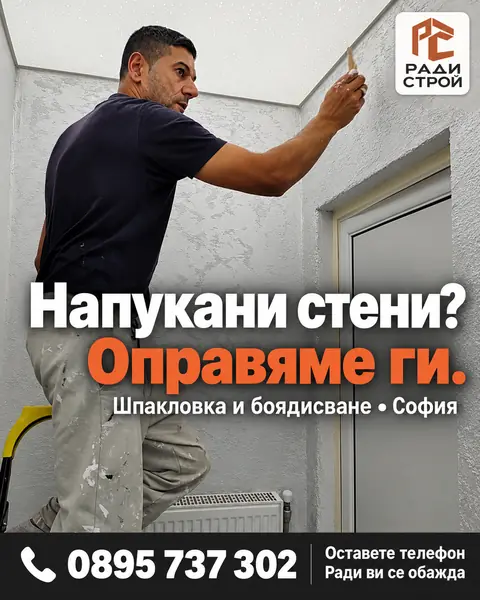 РАДИ
СТРОЙ
Напукани стени?
Оправяме ги.
Шпакловка и боядисване • София
0895 737 302
Оставете телефон
Ради ви се обажда